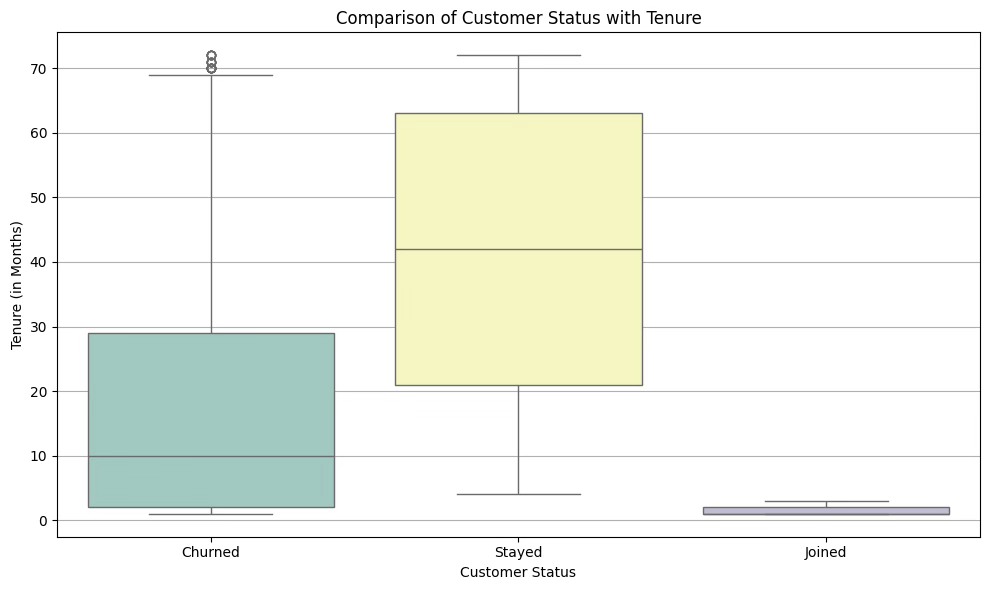 Comparison of Customer Status with Tenure
Tenure (in Months)
70
60
50
40
30
20
10
0
Churned
Stayed
Joined
Customer Status